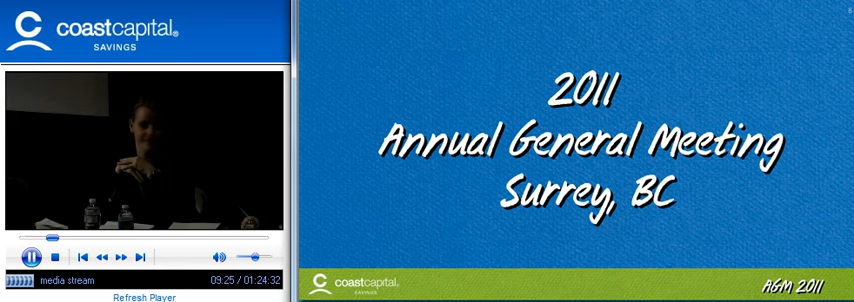 coastcapital®
SAVINGS
2011
Annual General Meeting
Surrey, BC
media stream
09:25 / 01:24:32
Refresh Player
coastcapital®
SAVINGS
AGM 2011